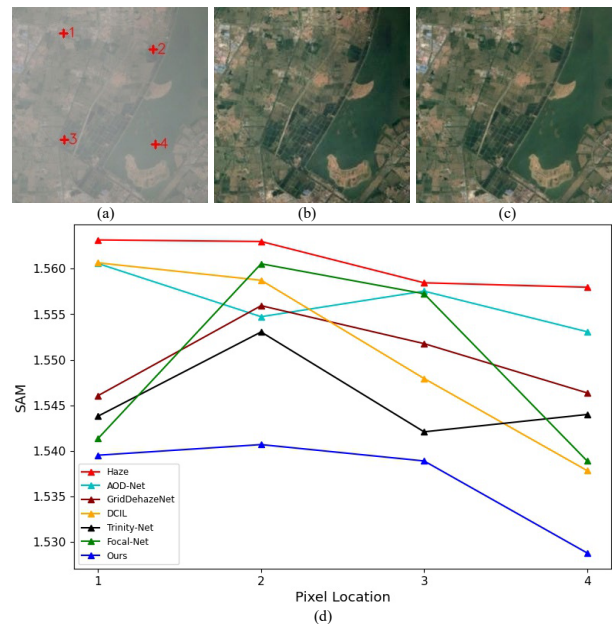 1
2
3
4
(a) (b) (c)
1.560
1.555
1.550
1.545
1.540
1.535
1.530
SAM
Haze
AOD-Net
GridDehazeNet
DCIL
Trinity-Net
Focal-Net
Ours
1 2 3 4
Pixel Location
(d)